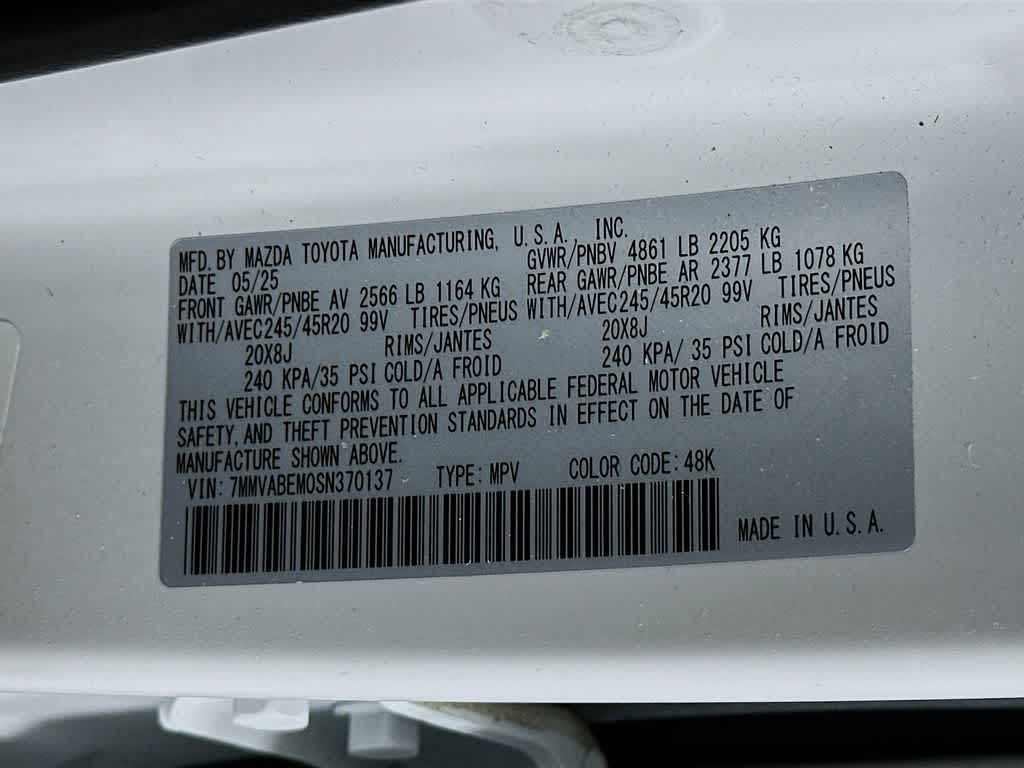 MFD. BY MAZDA TOYOTA MANUFACTURING, U.S.A. INC.
DATE 05/25 GVWR/PNBV 4861 LB 2205 KG
FRONT GAWR/PNBE AV 2566 LB 1164 KG REAR GAWR/PNBE AR 2377 LB 1078 KG
WITH/AVEC245/45R20 99V TIRES/PNEUS WITH/AVEC245/45R20 99V TIRES/PNEUS
20X8J RIMS/JANTES 20X8J RIMS/JANTES
240 KPA/35 PSI COLD/A FROID 240 KPA/ 35 PSI COLD/A FROID
THIS VEHICLE CONFORMS TO ALL APPLICABLE FEDERAL MOTOR VEHICLE
SAFETY, AND THEFT PREVENTION STANDARDS IN EFFECT ON THE DATE OF
MANUFACTURE SHOWN ABOVE.
VIN: 7MMVABEM0SN370137 TYPE: MPV COLOR CODE: 48K
MADE IN U.S.A.